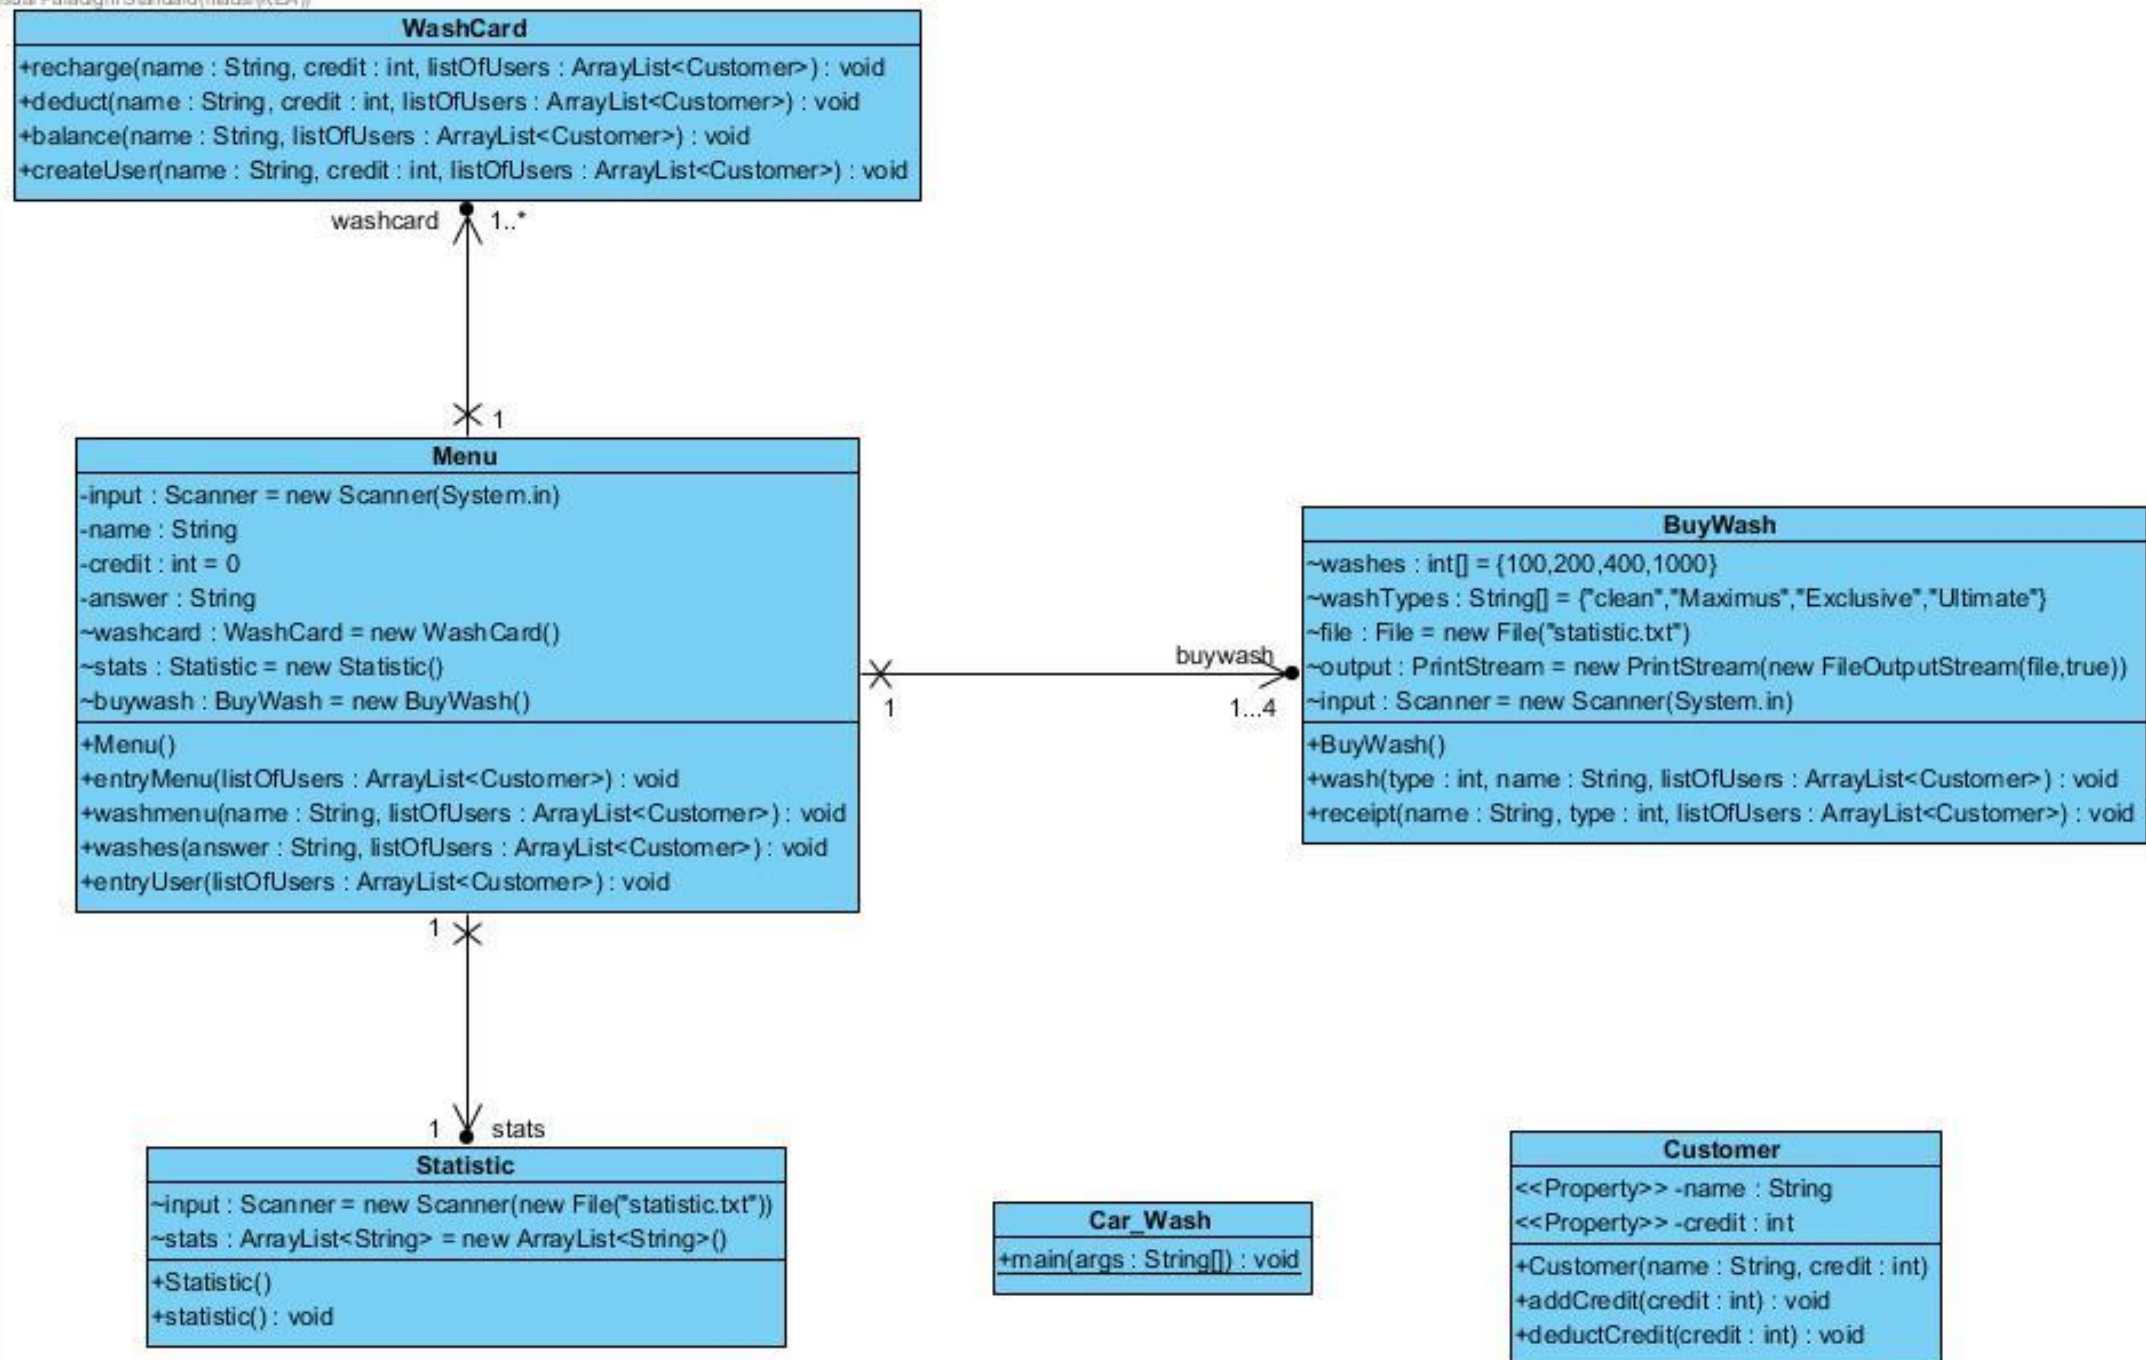 WashCard
+recharge(name : String, credit : int, listOfUsers : ArrayList<Customer>) : void
+deduct(name : String, credit : int, listOfUsers : ArrayList<Customer>) : void
+balance(name : String, listOfUsers : ArrayList<Customer>) : void
+createUser(name : String, credit : int, listOfUsers : ArrayList<Customer>) : void
washcard 1..*
1
Menu
-input : Scanner = new Scanner(System.in)
-name : String
-credit : int = 0
-answer : String
~washcard : WashCard = new WashCard()
~stats : Statistic = new Statistic()
~buywash : BuyWash = new BuyWash()
+Menu()
+entryMenu(listOfUsers : ArrayList<Customer>) : void
+washmenu(name : String, listOfUsers : ArrayList<Customer>) : void
+washes(answer : String, listOfUsers : ArrayList<Customer>) : void
+entryUser(listOfUsers : ArrayList<Customer>) : void
buywash
1 1...4
BuyWash
~washes : int[] = {100,200,400,1000}
~washTypes : String[] = {"clean","Maximus","Exclusive","Ultimate"}
~file : File = new File("statistic.txt")
~output : PrintStream = new PrintStream(new FileOutputStream(file,true))
~input : Scanner = new Scanner(System.in)
+BuyWash()
+wash(type : int, name : String, listOfUsers : ArrayList<Customer>) : void
+receipt(name : String, type : int, listOfUsers : ArrayList<Customer>) : void
1
1 stats
Statistic
~input : Scanner = new Scanner(new File("statistic.txt"))
~stats : ArrayList<String> = new ArrayList<String>()
+Statistic()
+statistic() : void
Car_Wash
+main(args : String[]) : void
Customer
<<Property>> -name : String
<<Property>> -credit : int
+Customer(name : String, credit : int)
+addCredit(credit : int) : void
+deductCredit(credit : int) : void